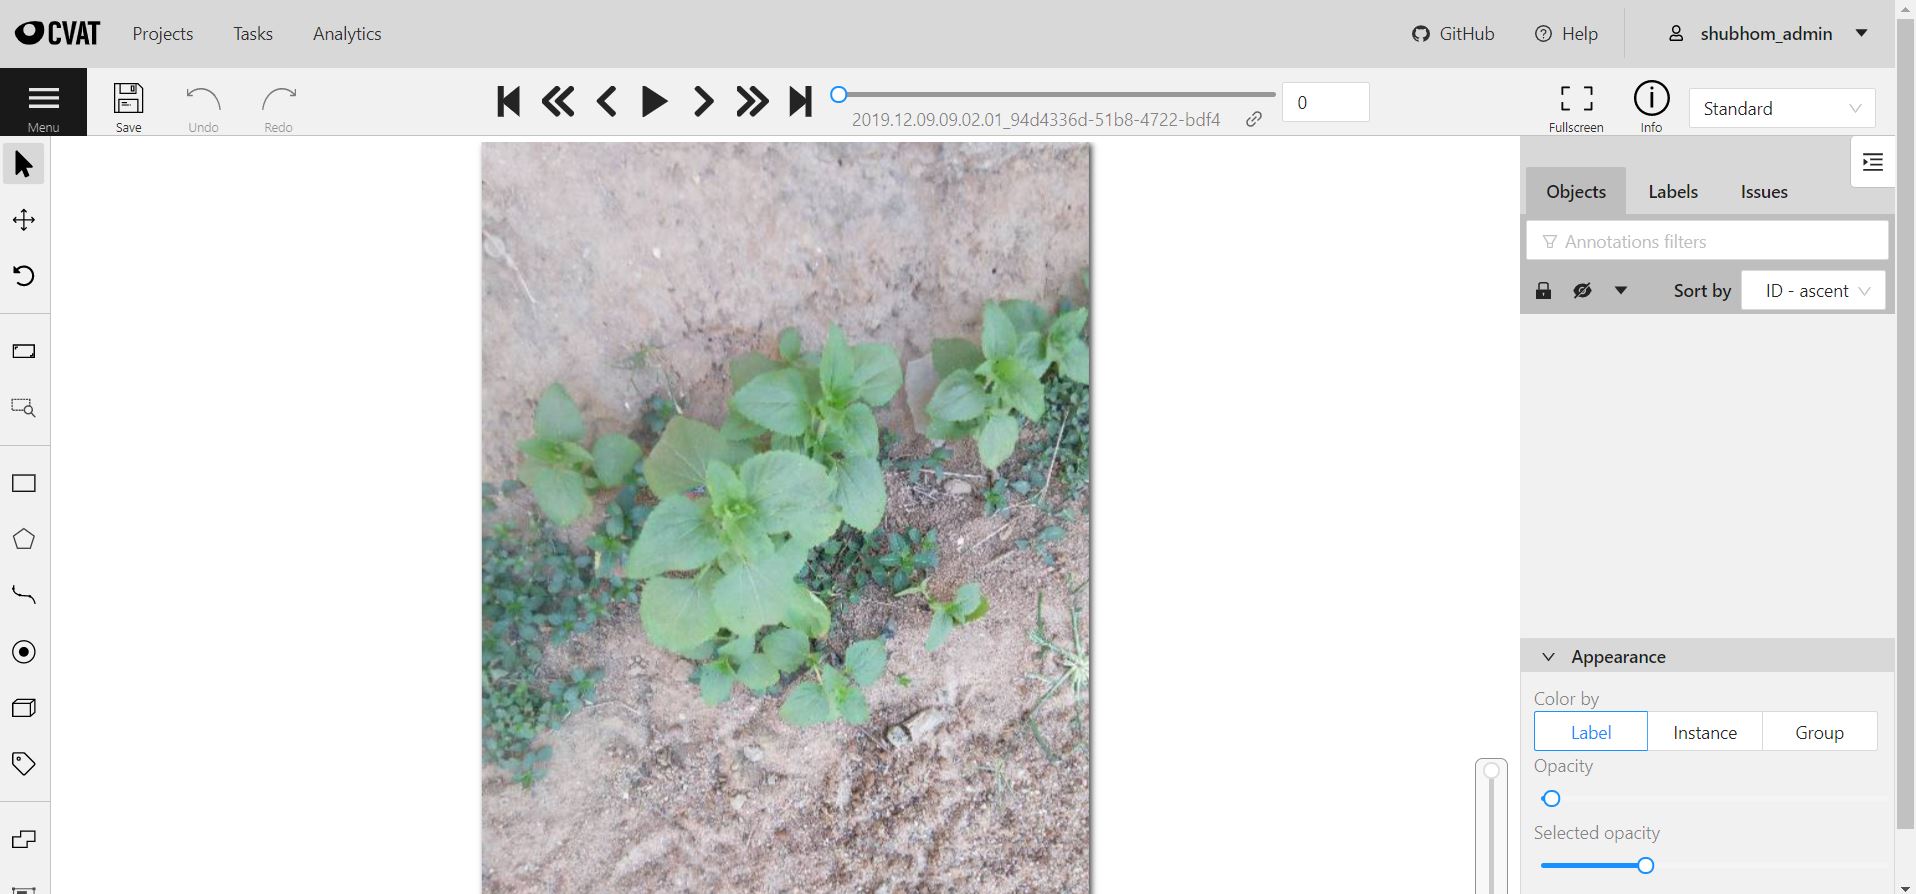 CVAT Projects Tasks Analytics GitHub Help shubhom_admin
Menu Save Undo Redo 2019.12.09.09.02.01_94d4336d-51b8-4722-bdf4 0 Fullscreen Info Standard
Objects Labels Issues
Annotations filters
Sort by ID - ascent
Appearance
Color by
Label Instance Group
Opacity
Selected opacity